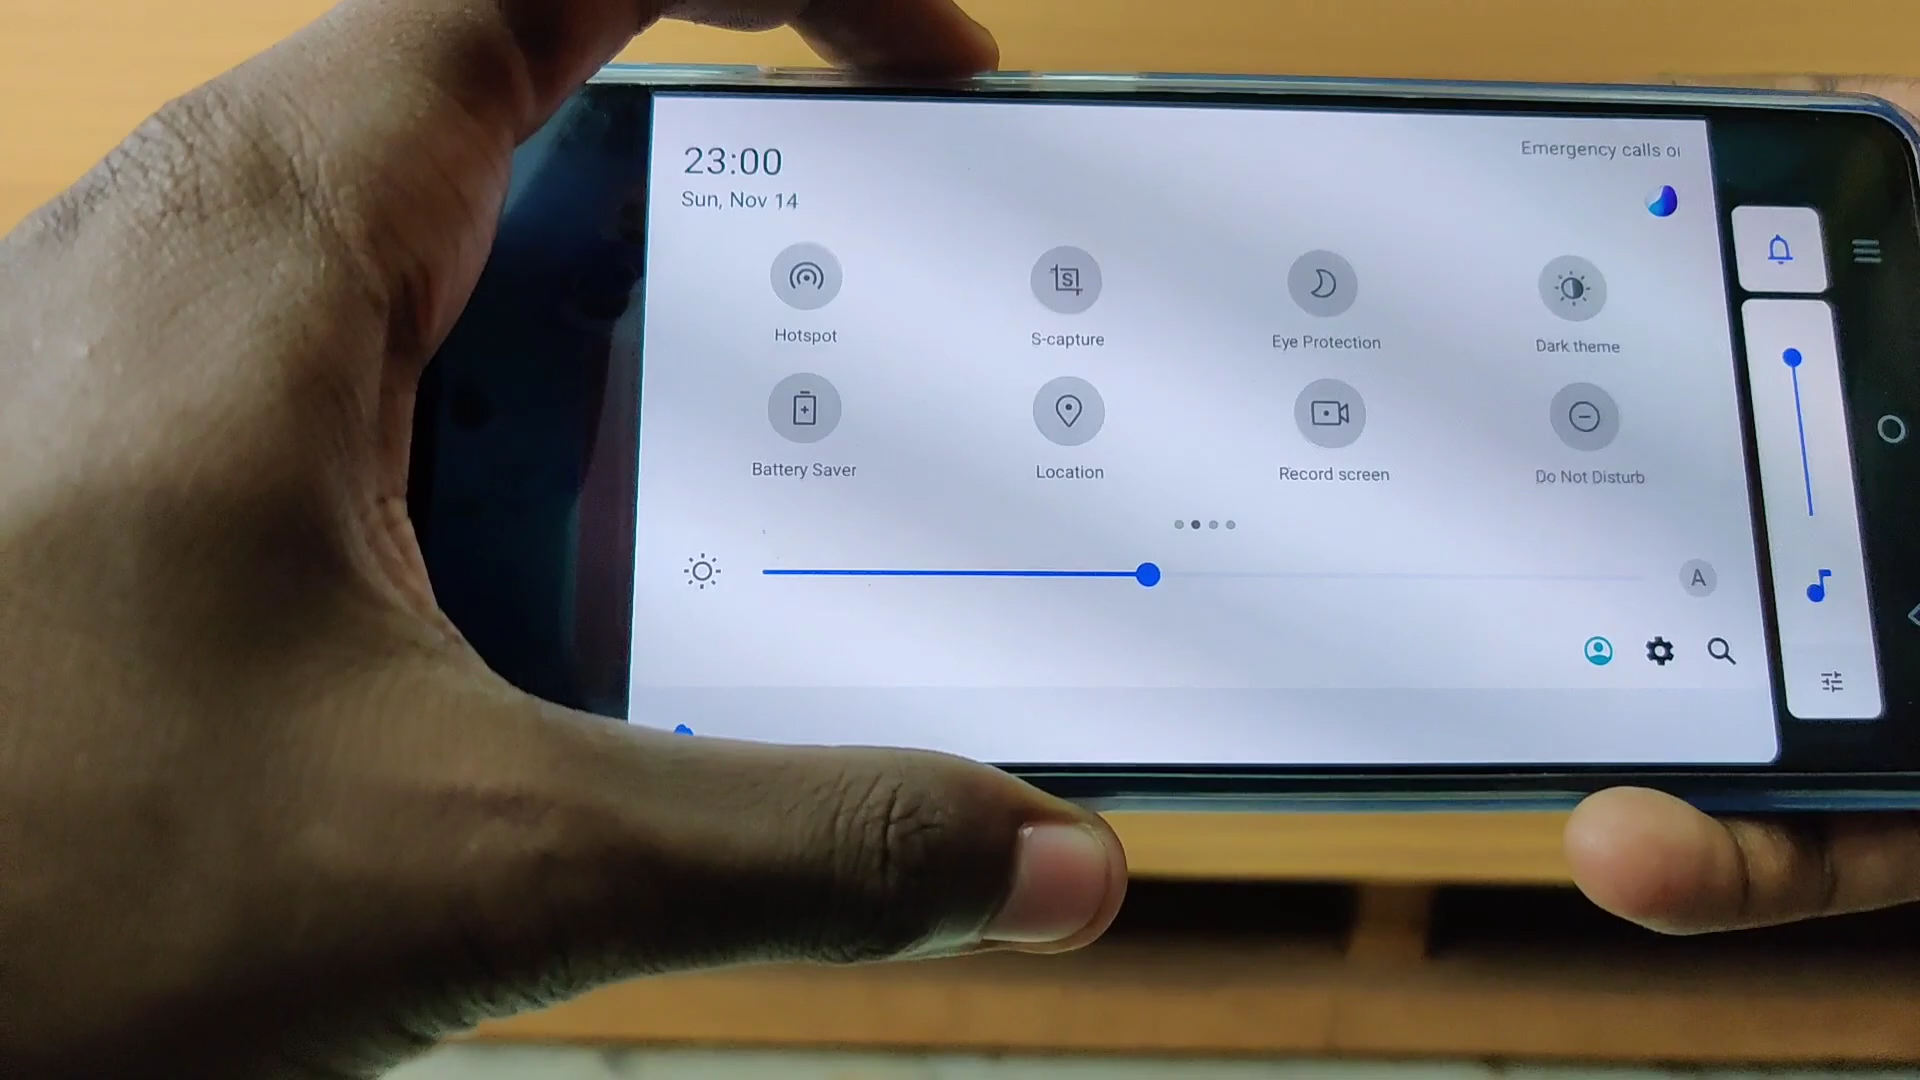 23:00
Emergency calls
Sun, Nov 14
Hotspot
S-capture
Eye Protection
Dark theme
Battery Saver
Location
Record screen
Do Not Disturb
A